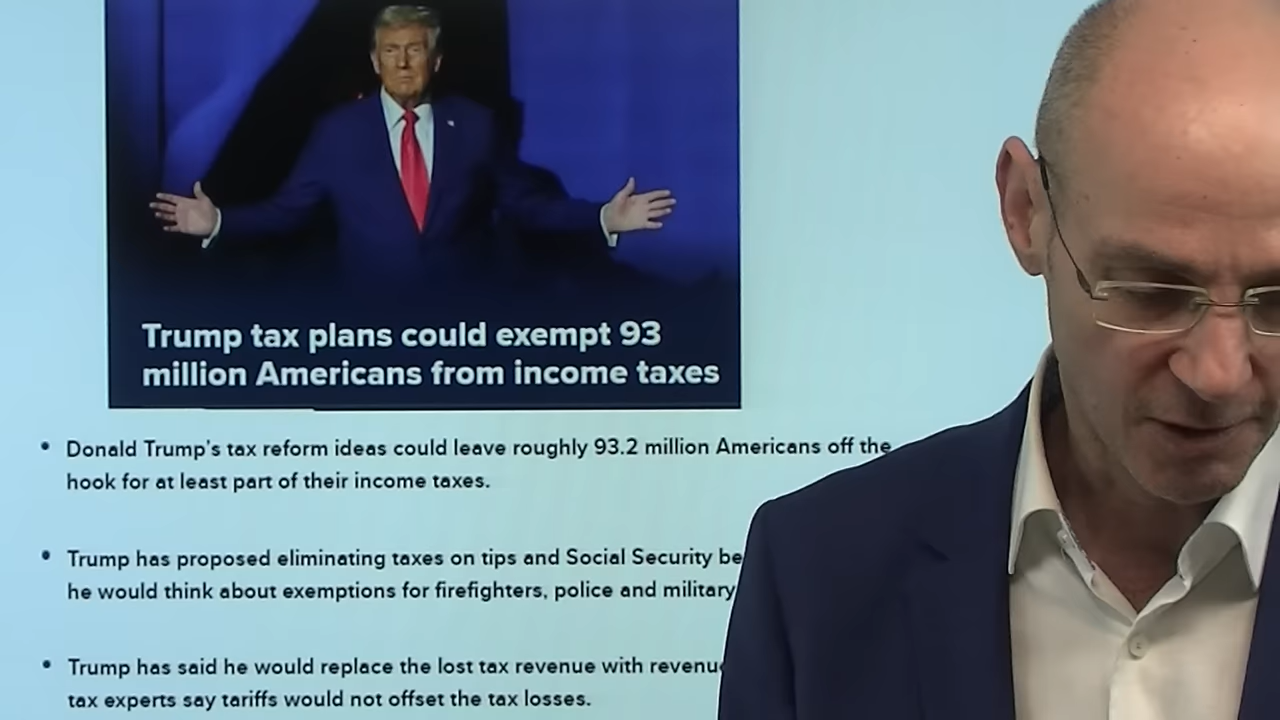 Trump tax plans could exempt 93
million Americans from income taxes
• Donald Trump's tax reform ideas could leave roughly 93.2 million Americans off the
hook for at least part of their income taxes.
• Trump has proposed eliminating taxes on tips and Social Security be
he would think about exemptions for firefighters, police and military
• Trump has said he would replace the lost tax revenue with revenu
tax experts say tariffs would not offset the tax losses.